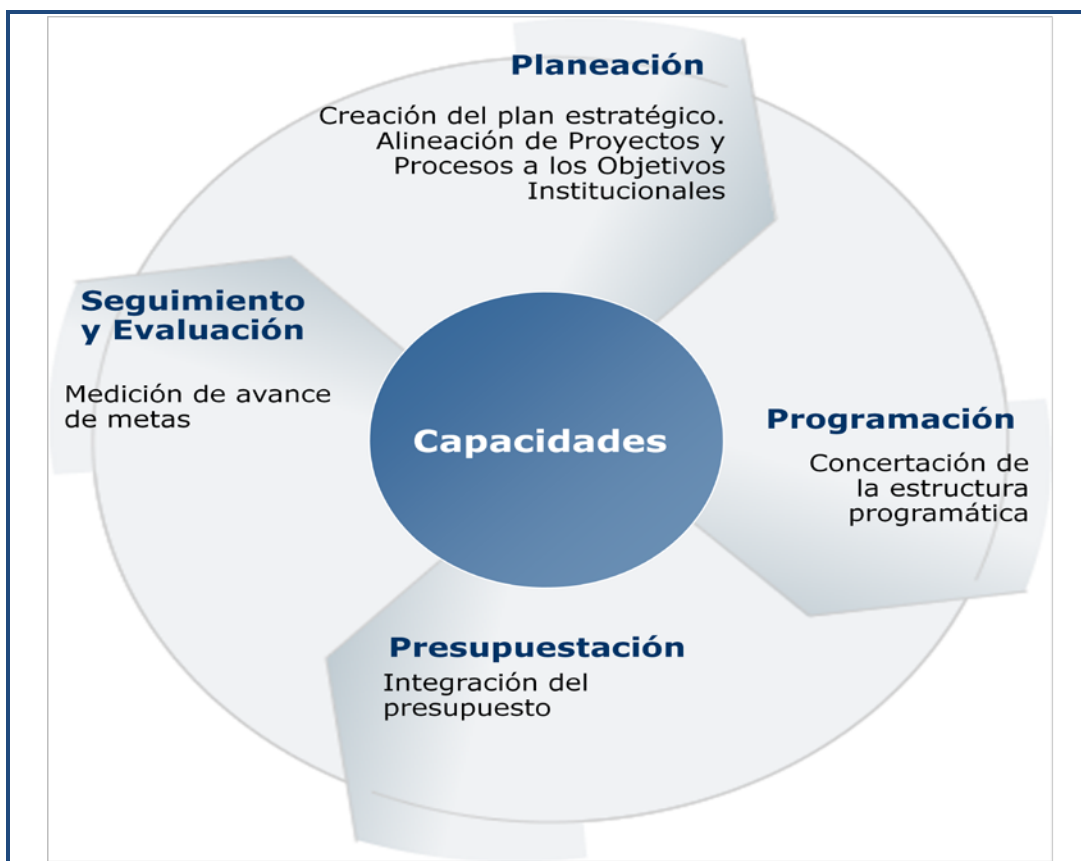 Planeación
Creación del plan estratégico.
Alineación de Proyectos y
Procesos a los Objetivos
Institucionales
Seguimiento
y Evaluación
Medición de avance
de metas
Capacidades
Programación
Concertación de
la estructura
programática
Presupuestación
Integración del
presupuesto